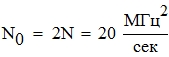 N₀ = 2N = 20 МГц²/сек